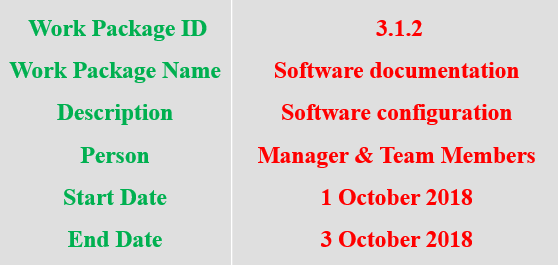 Work Package ID 3.1.2
Work Package Name Software documentation
Description Software configuration
Person Manager & Team Members
Start Date 1 October 2018
End Date 3 October 2018